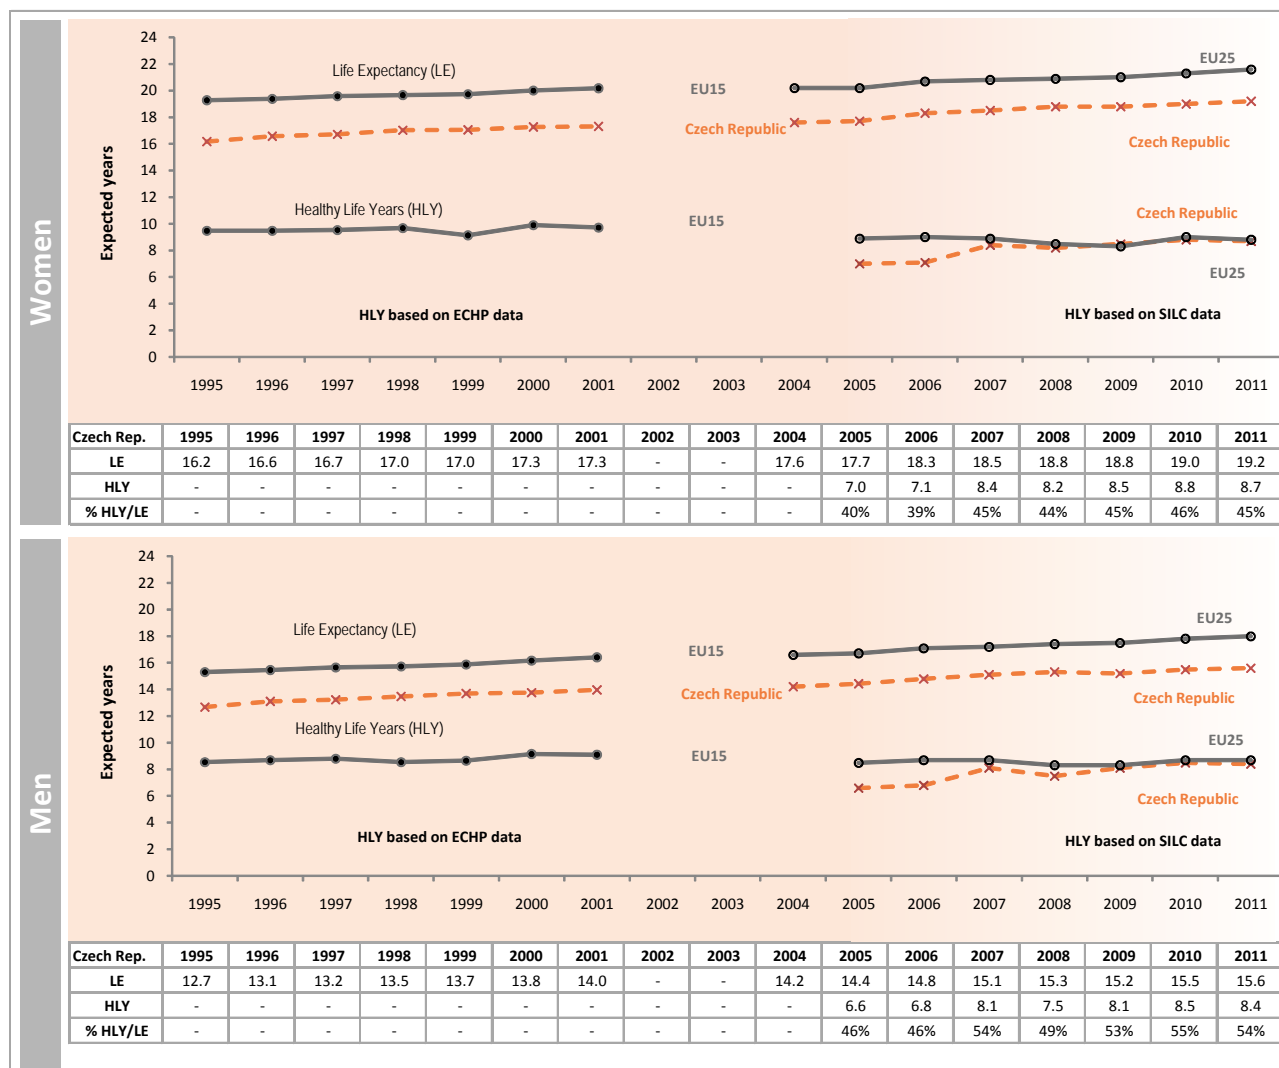 Women
24
22
20
18
16
14
12
10
8
6
4
2
0
Expected years
Life Expectancy (LE)
EU15
EU25
Czech Republic
Czech Republic
Healthy Life Years (HLY)
EU15
Czech Republic
EU25
HLY based on ECHP data
HLY based on SILC data
1995 1996 1997 1998 1999 2000 2001 2002 2003 2004 2005 2006 2007 2008 2009 2010 2011
Czech Rep. 1995 1996 1997 1998 1999 2000 2001 2002 2003 2004 2005 2006 2007 2008 2009 2010 2011
LE 16.2 16.6 16.7 17.0 17.0 17.3 17.3 - - 17.6 17.7 18.3 18.5 18.8 18.8 19.0 19.2
HLY - - - - - - - - - - 7.0 7.1 8.4 8.2 8.5 8.8 8.7
% HLY/LE - - - - - - - - - - 40% 39% 45% 44% 45% 46% 45%
Men
24
22
20
18
16
14
12
10
8
6
4
2
0
Expected years
Life Expectancy (LE)
EU15
EU25
Czech Republic
Czech Republic
Healthy Life Years (HLY)
EU15
EU25
Czech Republic
HLY based on ECHP data
HLY based on SILC data
1995 1996 1997 1998 1999 2000 2001 2002 2003 2004 2005 2006 2007 2008 2009 2010 2011
Czech Rep. 1995 1996 1997 1998 1999 2000 2001 2002 2003 2004 2005 2006 2007 2008 2009 2010 2011
LE 12.7 13.1 13.2 13.5 13.7 13.8 14.0 - - 14.2 14.4 14.8 15.1 15.3 15.2 15.5 15.6
HLY - - - - - - - - - - 6.6 6.8 8.1 7.5 8.1 8.5 8.4
% HLY/LE - - - - - - - - - - 46% 46% 54% 49% 53% 55% 54%